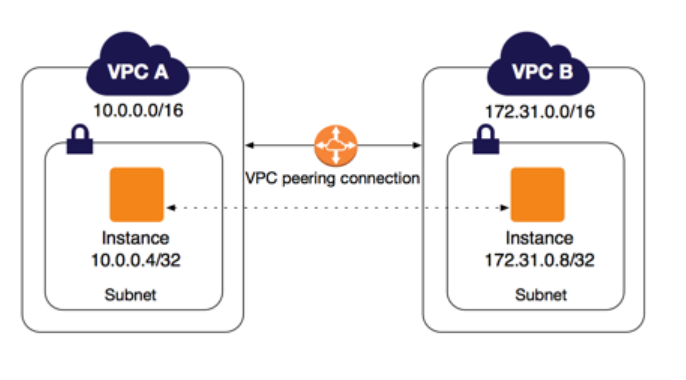 VPC A
10.0.0.0/16
Instance
10.0.0.4/32
Subnet
VPC peering connection
VPC B
172.31.0.0/16
Instance
172.31.0.8/32
Subnet